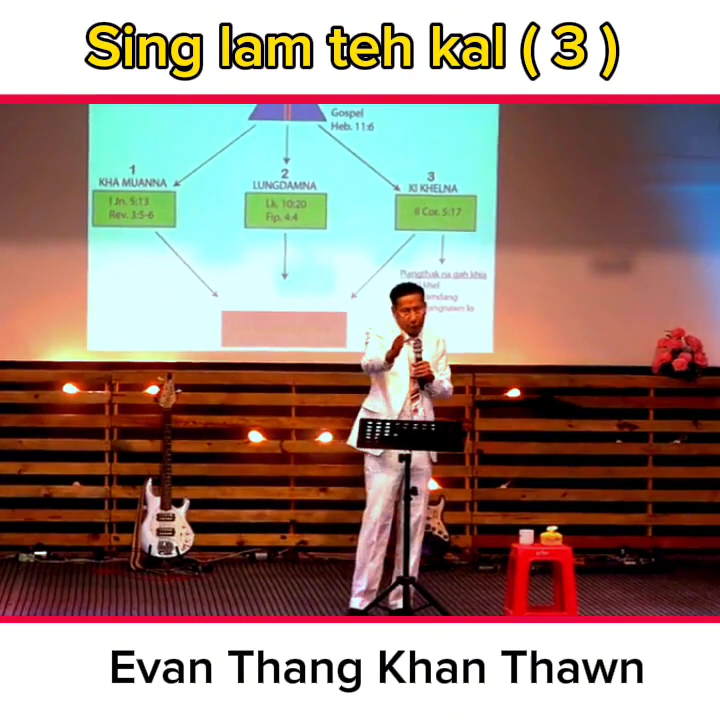 Sing lam teh kal ( 3 )
Gospel
Heb. 11:6
1
KHA MUANNA
I Jn. 5:13
Rev. 3:5-6
2
LUNGDAMNA
Lk. 10:20
Fip. 4:4
3
KI KHELNA
II Cor. 5:17
khel
Evan Thang Khan Thawn